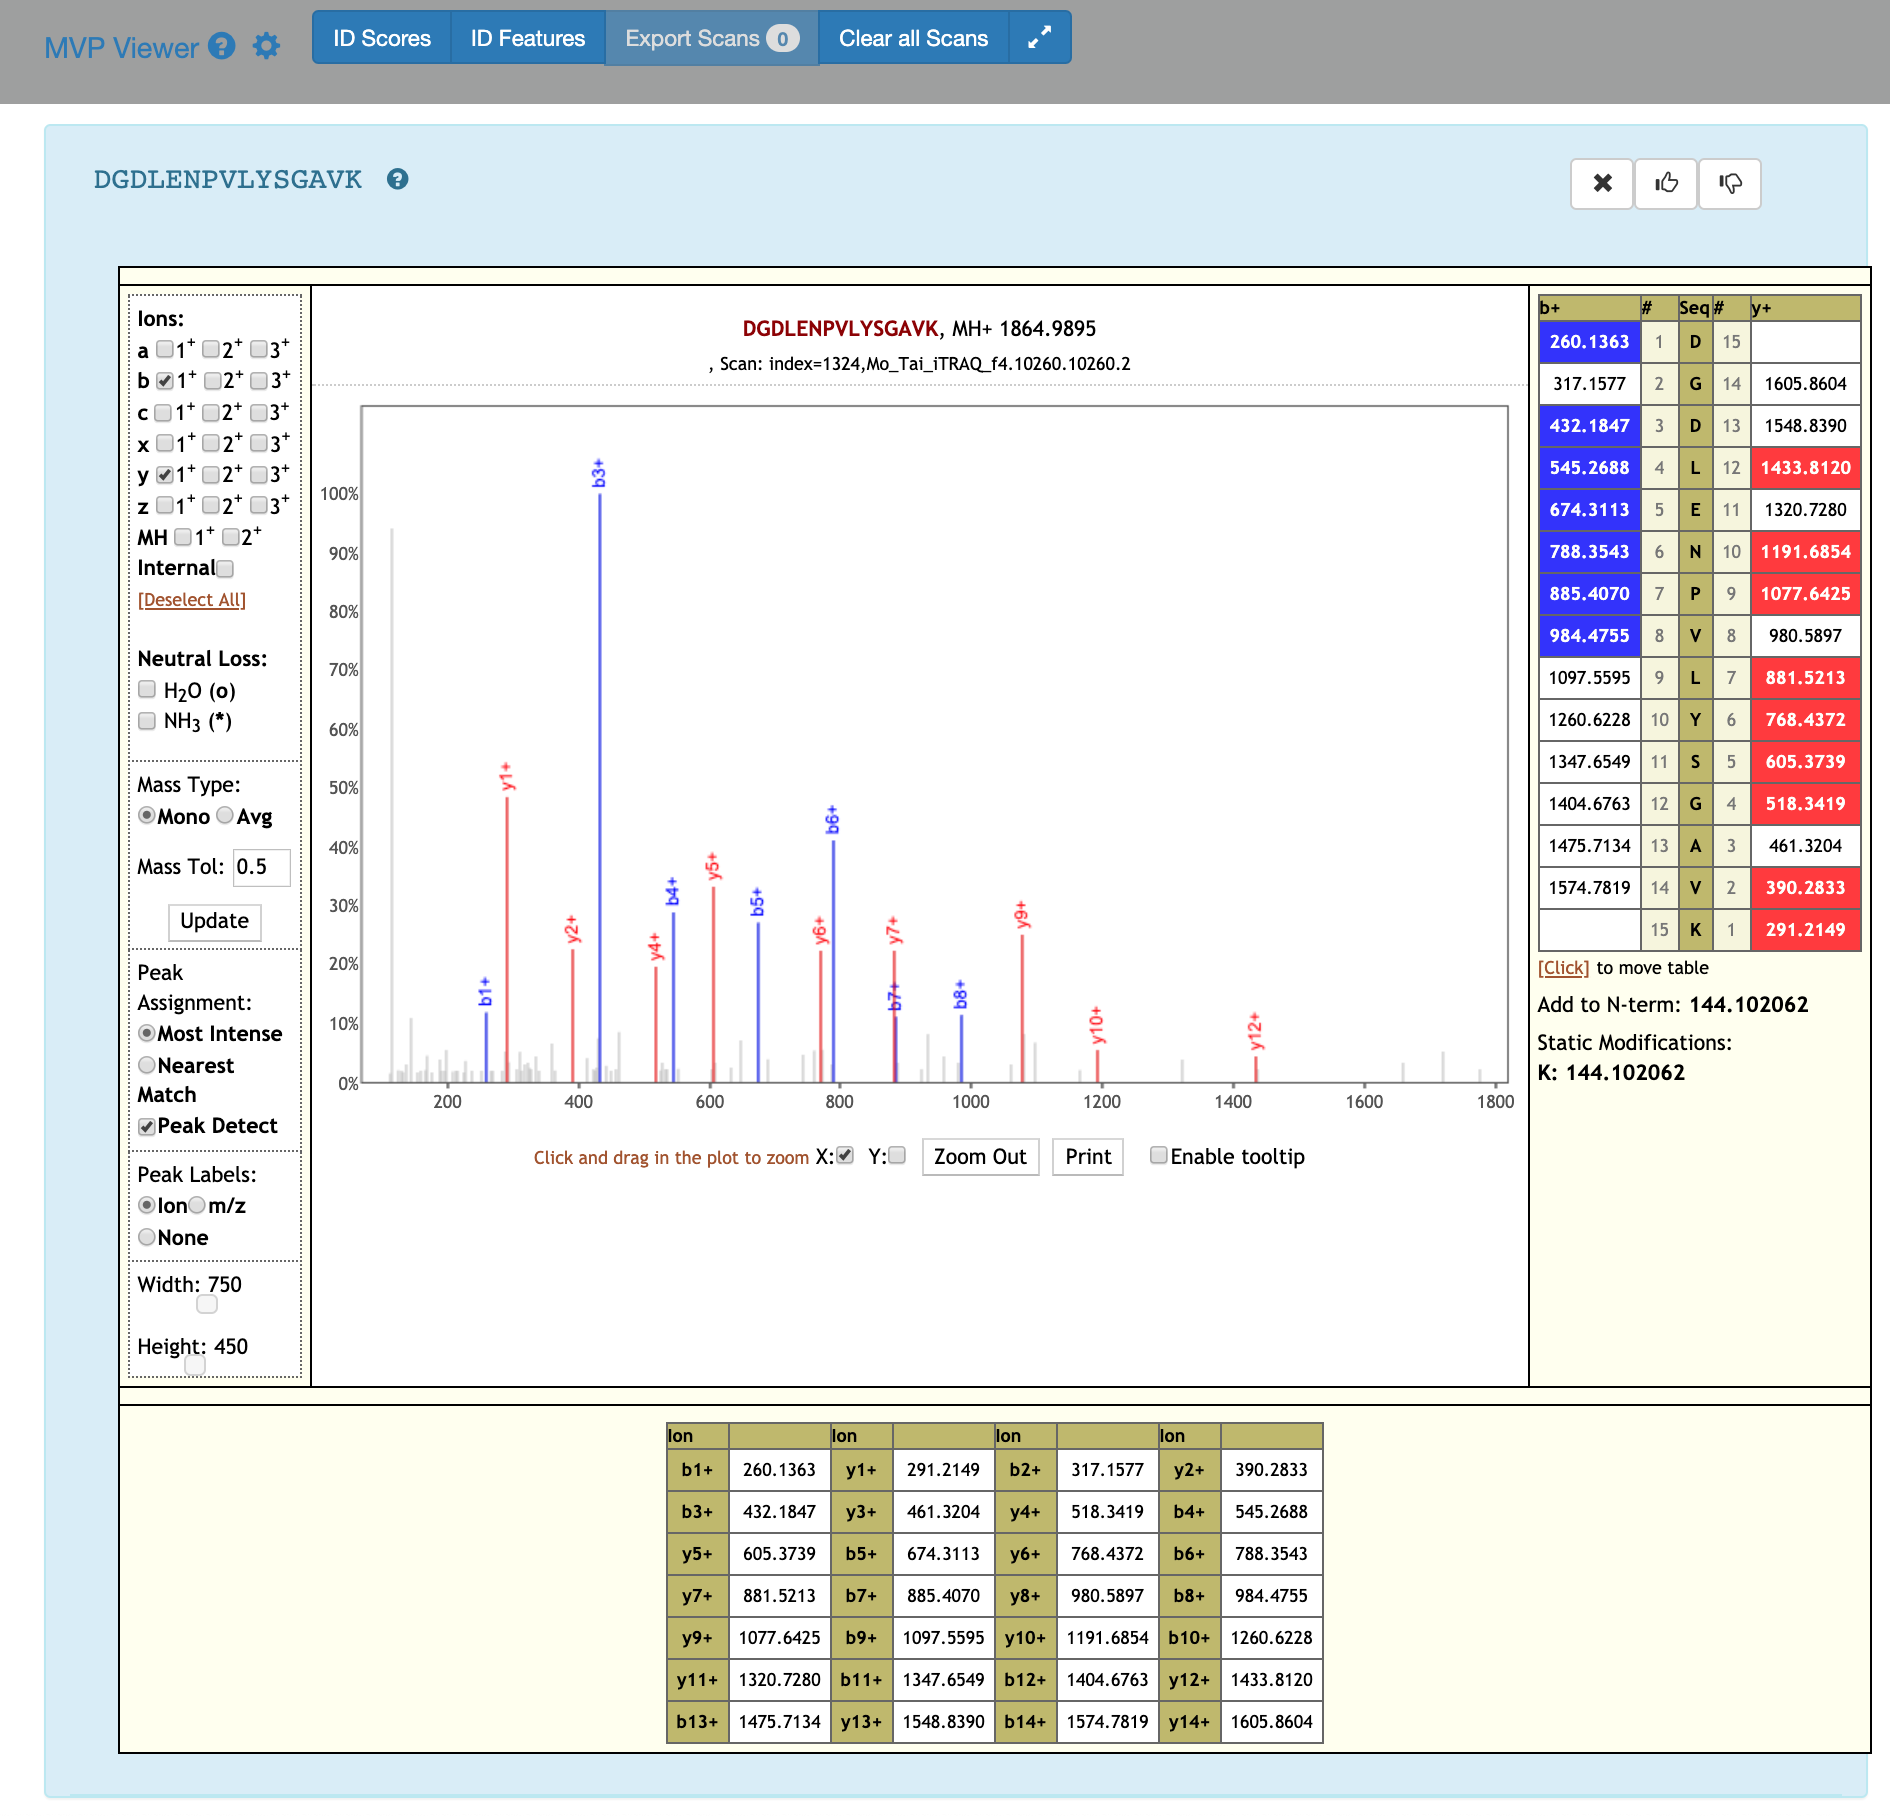 MVP Viewer ?
ID Scores ID Features Export Scans 0 Clear all Scans
DGDLENPVLYSGAVK ?
Ions:
a 1+ 2+ 3+
b 1+ 2+ 3+
c 1+ 2+ 3+
x 1+ 2+ 3+
y 1+ 2+ 3+
z 1+ 2+ 3+
MH 1+ 2+
Internal
[Deselect All]
Neutral Loss:
H2O (o)
NH3 (*)
Mass Type:
Mono Avg
Mass Tol: 0.5
Update
Peak
Assignment:
Most Intense
Nearest
Match
Peak Detect
Peak Labels:
Ion m/z
None
Width: 750
Height: 450
DGDLENPVLYSGAVK, MH+ 1864.9895
, Scan: index=1324,Mo_Tai_iTRAQ_f4.10260.10260.2
100%
90%
80%
70%
60%
50%
40%
30%
20%
10%
0%
b1+
y1+
y2+
b3+
y4+
b4+
y5+
b5+
y6+
b6+
y7+
b7+
b8+
y9+
y10+
y12+
200 400 600 800 1000 1200 1400 1600 1800
Click and drag in the plot to zoom X: Y: Zoom Out Print Enable tooltip
b+ # Seq # y+
260.1363 1 D 15
317.1577 2 G 14 1605.8604
432.1847 3 D 13 1548.8390
545.2688 4 L 12 1433.8120
674.3113 5 E 11 1320.7280
788.3543 6 N 10 1191.6854
885.4070 7 P 9 1077.6425
984.4755 8 V 8 980.5897
1097.5595 9 L 7 881.5213
1260.6228 10 Y 6 768.4372
1347.6549 11 S 5 605.3739
1404.6763 12 G 4 518.3419
1475.7134 13 A 3 461.3204
1574.7819 14 V 2 390.2833
15 K 1 291.2149
[Click] to move table
Add to N-term: 144.102062
Static Modifications:
K: 144.102062
Ion Ion Ion Ion
b1+ 260.1363 y1+ 291.2149 b2+ 317.1577 y2+ 390.2833
b3+ 432.1847 y3+ 461.3204 y4+ 518.3419 b4+ 545.2688
y5+ 605.3739 b5+ 674.3113 y6+ 768.4372 b6+ 788.3543
y7+ 881.5213 b7+ 885.4070 y8+ 980.5897 b8+ 984.4755
y9+ 1077.6425 b9+ 1097.5595 y10+ 1191.6854 b10+ 1260.6228
y11+ 1320.7280 b11+ 1347.6549 b12+ 1404.6763 y12+ 1433.8120
b13+ 1475.7134 y13+ 1548.8390 b14+ 1574.7819 y14+ 1605.8604